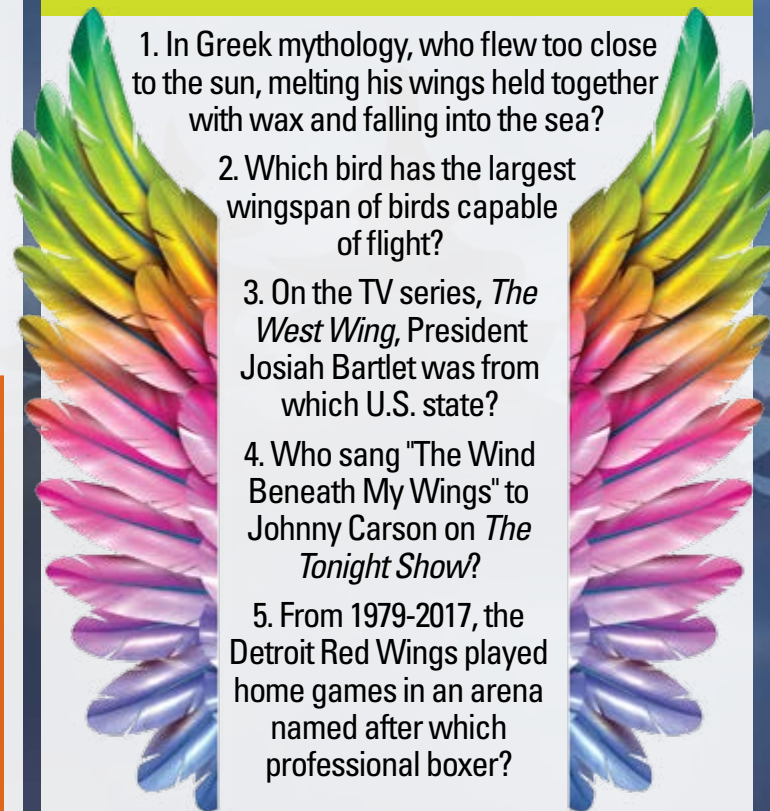 1. In Greek mythology, who flew too close
to the sun, melting his wings held together
with wax and falling into the sea?
2. Which bird has the largest
wingspan of birds capable
of flight?
3. On the TV series, The
West Wing, President
Josiah Bartlet was from
which U.S. state?
4. Who sang "The Wind
Beneath My Wings" to
Johnny Carson on The
Tonight Show?
5. From 1979-2017, the
Detroit Red Wings played
home games in an arena
named after which
professional boxer?